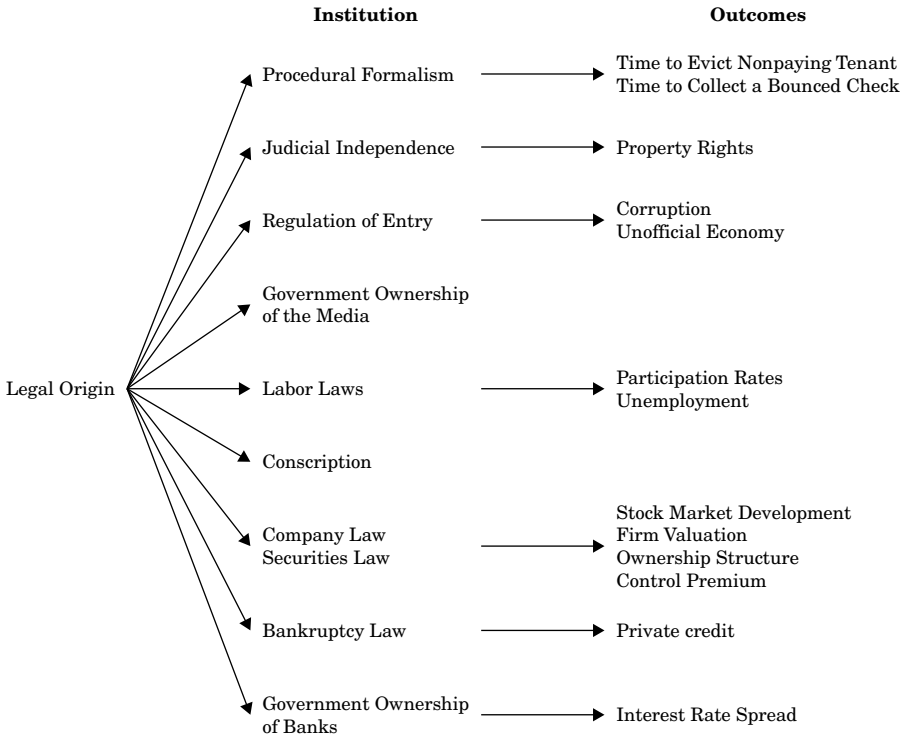 Institution
Outcomes
Procedural Formalism
Time to Evict Nonpaying Tenant
Time to Collect a Bounced Check
Judicial Independence
Property Rights
Regulation of Entry
Corruption
Unofficial Economy
Government Ownership
of the Media
Legal Origin
Labor Laws
Participation Rates
Unemployment
Conscription
Company Law
Securities Law
Stock Market Development
Firm Valuation
Ownership Structure
Control Premium
Bankruptcy Law
Private credit
Government Ownership
of Banks
Interest Rate Spread